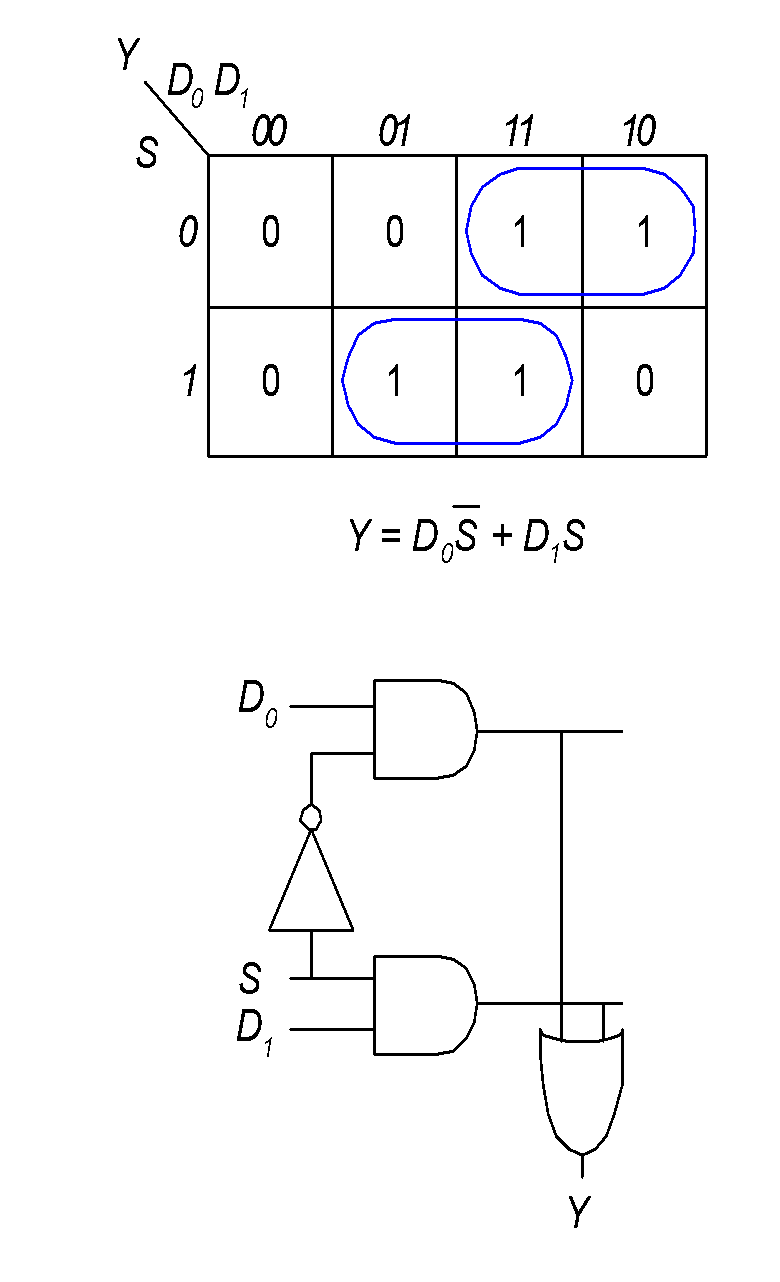 Y
D₀ D₁
S
00 01 11 10
0 0 0 1 1
1 0 1 1 0
Y = D₀S̅ + D₁S
D₀
S
D₁
Y